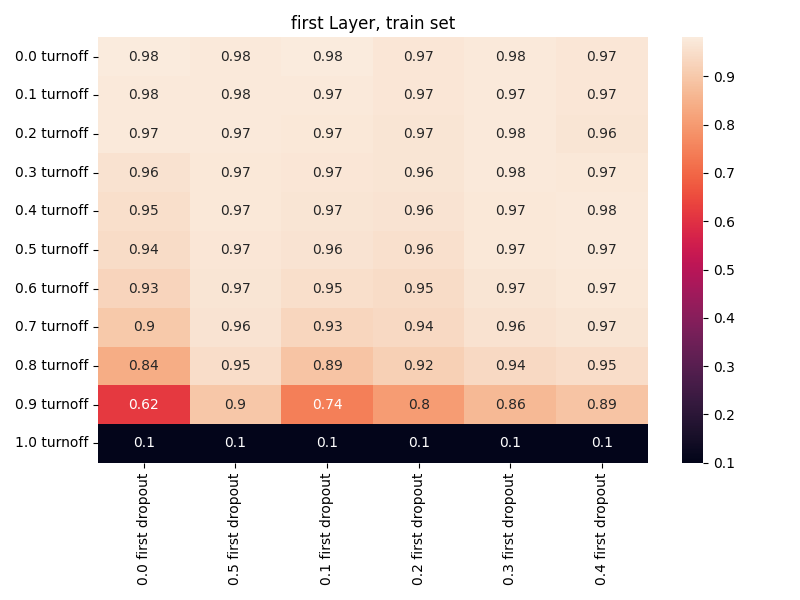 first Layer, train set
0.0 turnoff 0.98 0.98 0.98 0.97 0.98 0.97
0.1 turnoff 0.98 0.98 0.97 0.97 0.97 0.97
0.2 turnoff 0.97 0.97 0.97 0.97 0.98 0.96
0.3 turnoff 0.96 0.97 0.97 0.96 0.98 0.97
0.4 turnoff 0.95 0.97 0.97 0.96 0.97 0.98
0.5 turnoff 0.94 0.97 0.96 0.96 0.97 0.97
0.6 turnoff 0.93 0.97 0.95 0.95 0.97 0.97
0.7 turnoff 0.9 0.96 0.93 0.94 0.96 0.97
0.8 turnoff 0.84 0.95 0.89 0.92 0.94 0.95
0.9 turnoff 0.62 0.9 0.74 0.8 0.86 0.89
1.0 turnoff 0.1 0.1 0.1 0.1 0.1 0.1
0.0 first dropout
0.5 first dropout
0.1 first dropout
0.2 first dropout
0.3 first dropout
0.4 first dropout
0.9
0.8
0.7
0.6
0.5
0.4
0.3
0.2
0.1